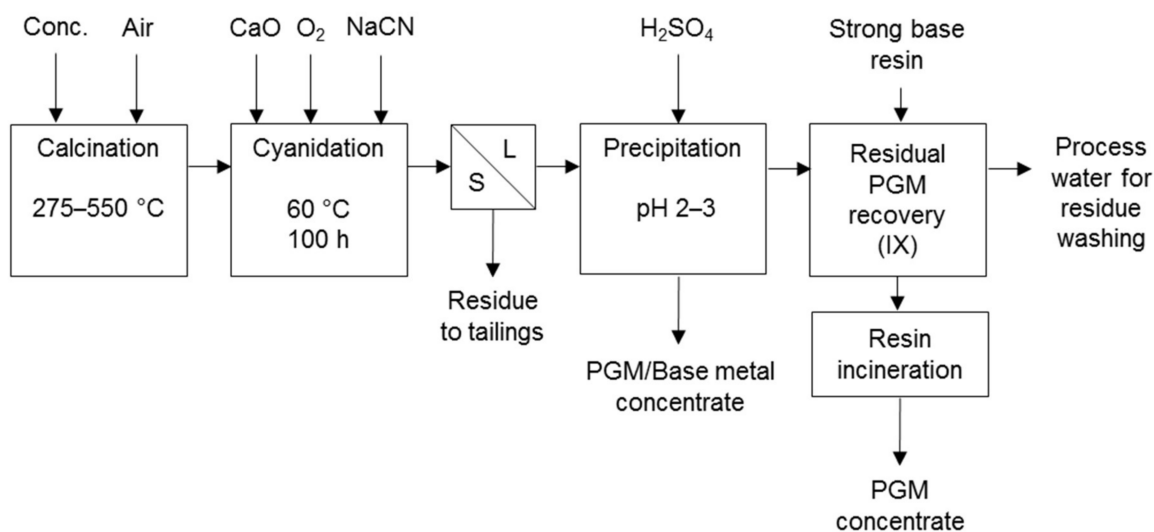 Conc. Air CaO O₂ NaCN H₂SO₄ Strong base
resin
Calcination
275–550 °C
Cyanidation
60 °C
100 h
L
S
Residue
to tailings
Precipitation
pH 2–3
PGM/Base metal
concentrate
Residual
PGM
recovery
(IX)
Process
water for
residue
washing
Resin
incineration
PGM
concentrate